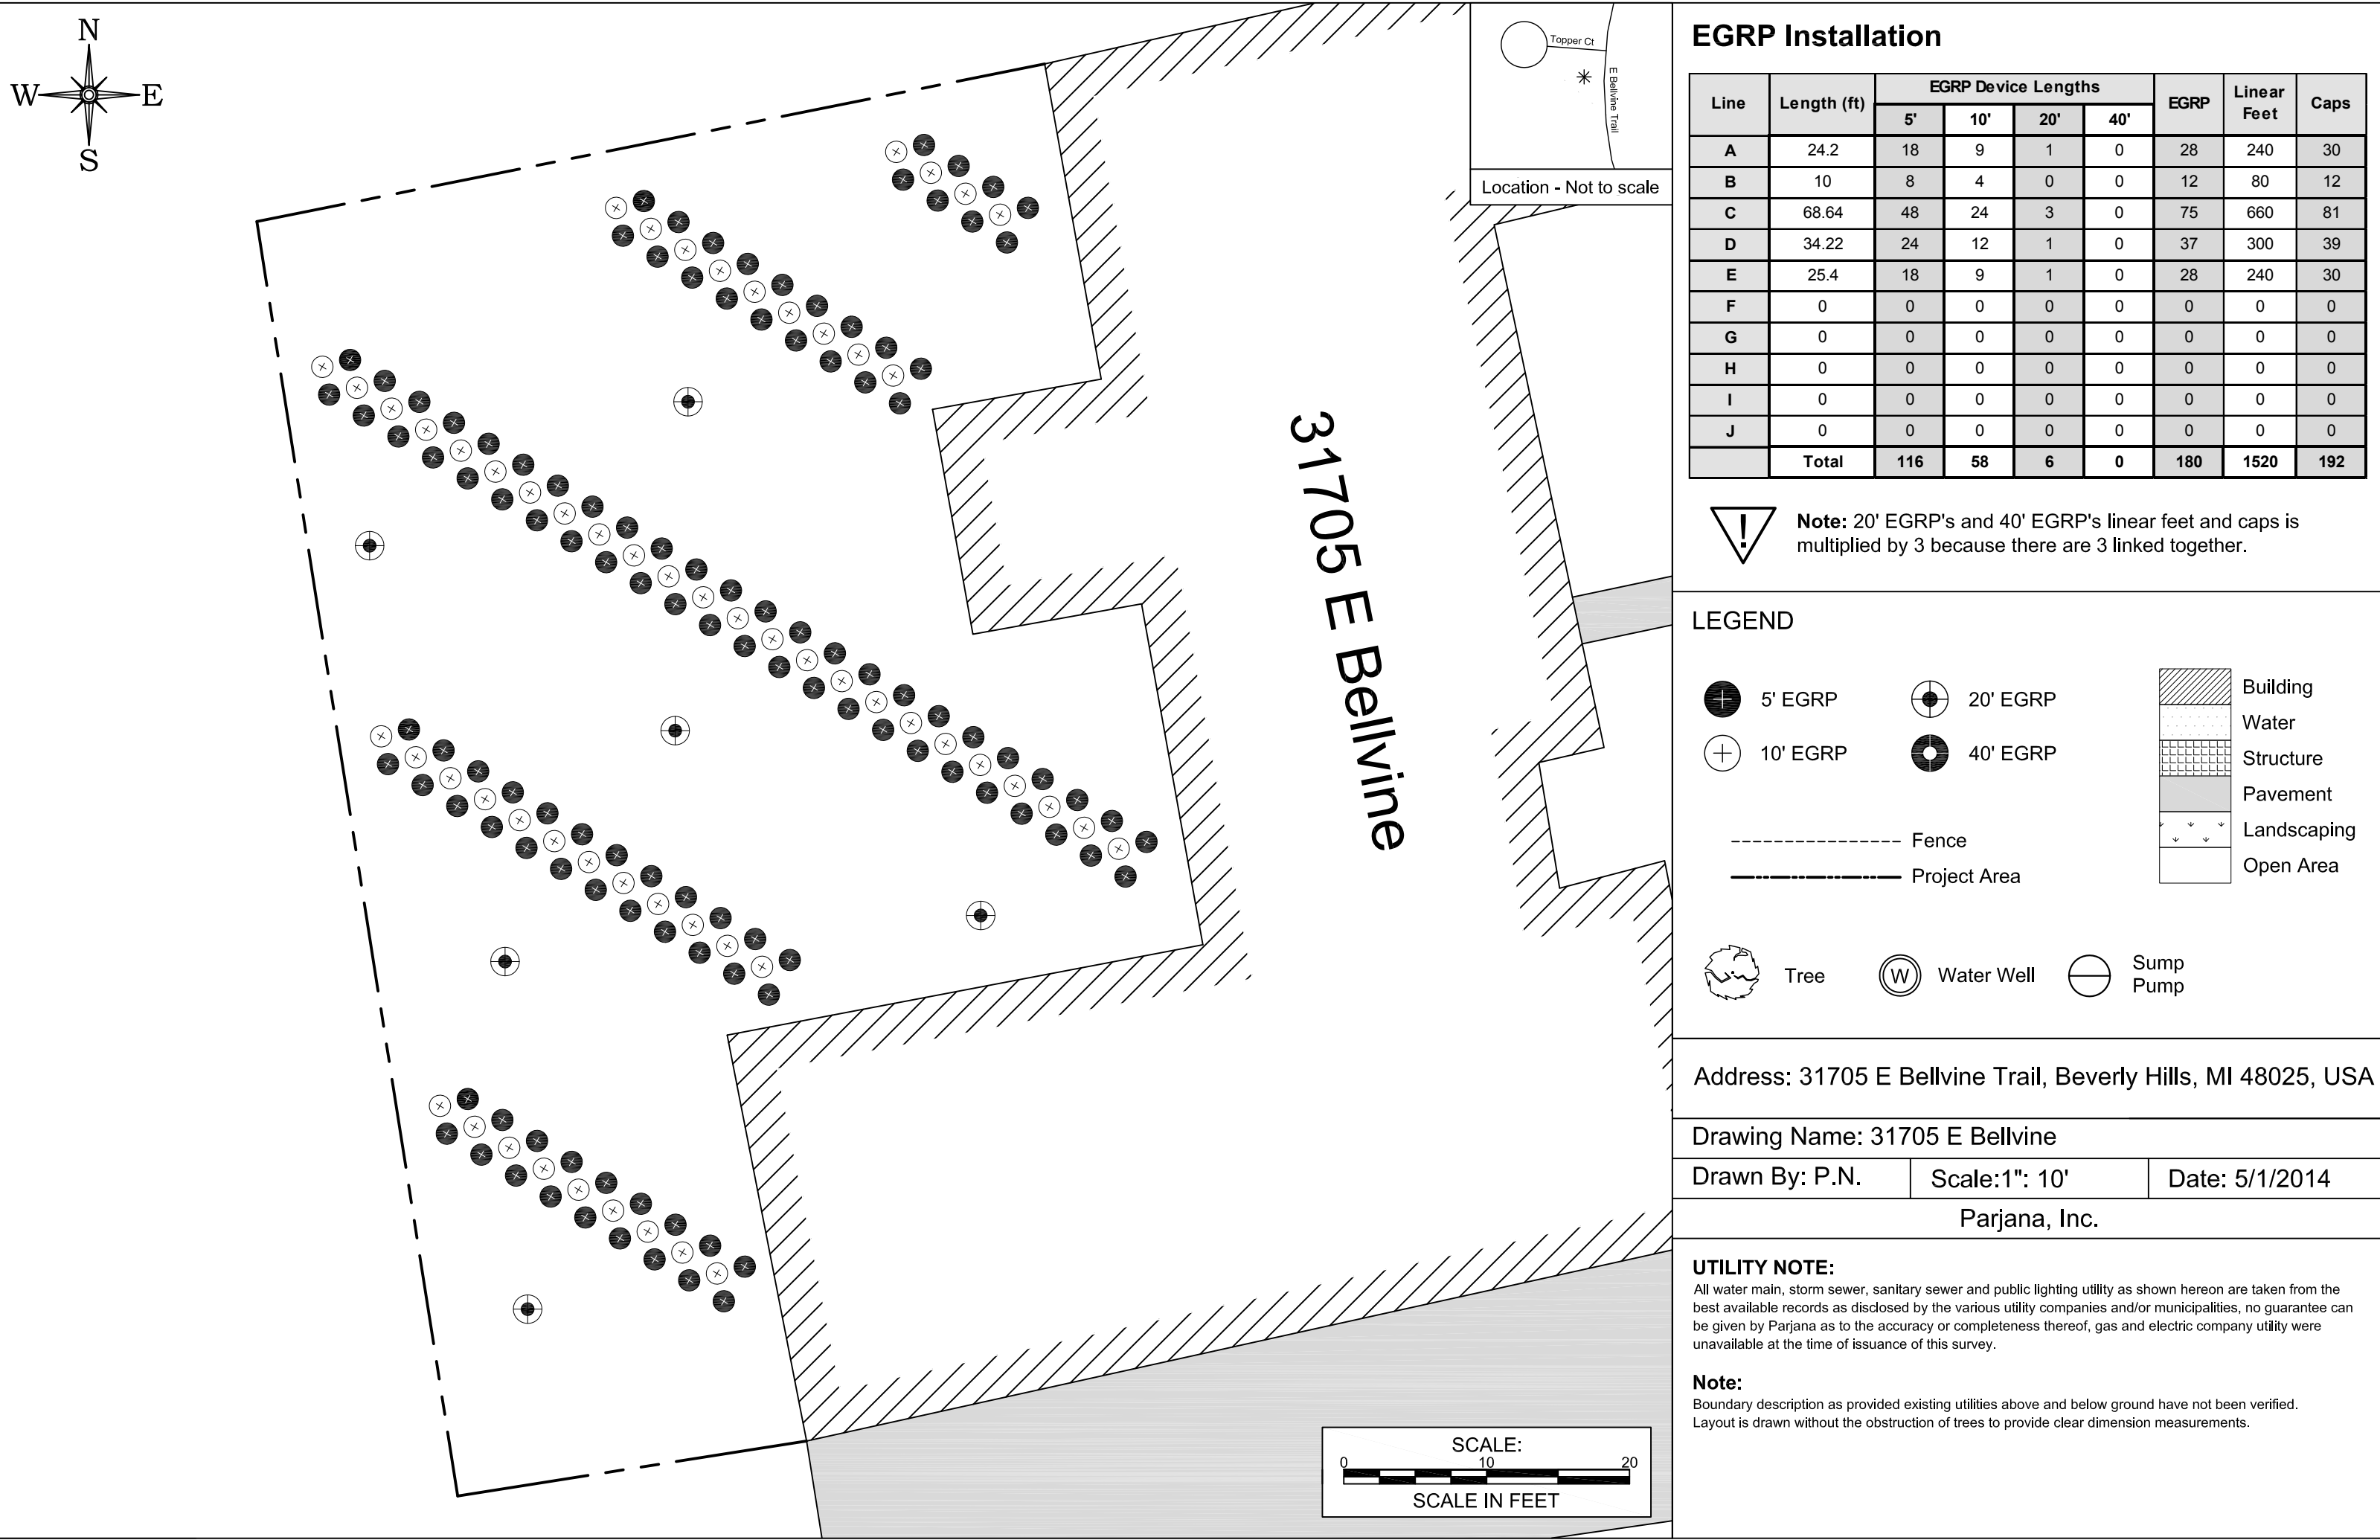 N
W E
S
Topper Ct
E Bellvine Trail
Location - Not to scale
31705 E Bellvine
SCALE:
0 10 20
SCALE IN FEET
EGRP Installation
Line Length (ft) EGRP Device Lengths EGRP Linear Feet Caps
5' 10' 20' 40'
A 24.2 18 9 1 0 28 240 30
B 10 8 4 0 0 12 80 12
C 68.64 48 24 3 0 75 660 81
D 34.22 24 12 1 0 37 300 39
E 25.4 18 9 1 0 28 240 30
F 0 0 0 0 0 0 0 0
G 0 0 0 0 0 0 0 0
H 0 0 0 0 0 0 0 0
I 0 0 0 0 0 0 0 0
J 0 0 0 0 0 0 0 0
Total 116 58 6 0 180 1520 192
!
Note: 20' EGRP's and 40' EGRP's linear feet and caps is
multiplied by 3 because there are 3 linked together.
LEGEND
5' EGRP 20' EGRP
10' EGRP 40' EGRP
Fence
Project Area
Building
Water
Structure
Pavement
Landscaping
Open Area
Tree W Water Well Sump
Pump
Address: 31705 E Bellvine Trail, Beverly Hills, MI 48025, USA
Drawing Name: 31705 E Bellvine
Drawn By: P.N. Scale:1": 10' Date: 5/1/2014
Parjana, Inc.
UTILITY NOTE:
All water main, storm sewer, sanitary sewer and public lighting utility as shown hereon are taken from the
best available records as disclosed by the various utility companies and/or municipalities, no guarantee can
be given by Parjana as to the accuracy or completeness thereof, gas and electric company utility were
unavailable at the time of issuance of this survey.
Note:
Boundary description as provided existing utilities above and below ground have not been verified.
Layout is drawn without the obstruction of trees to provide clear dimension measurements.